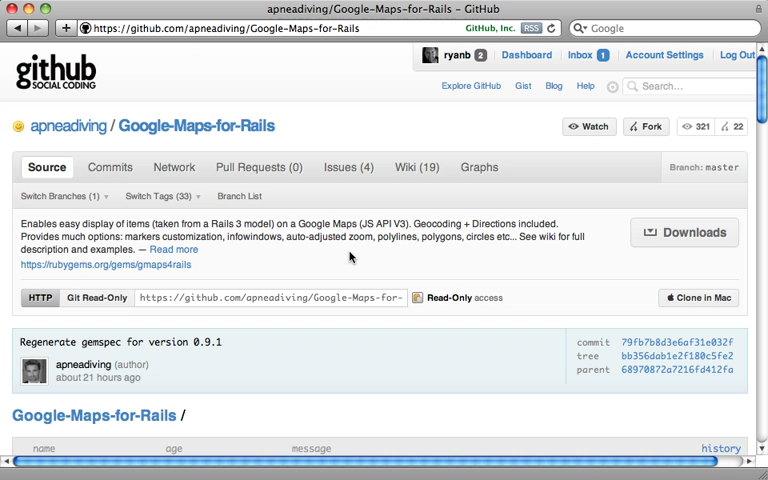 apneadiving/Google-Maps-for-Rails – GitHub
https://github.com/apneadiving/Google-Maps-for-Rails GitHub, Inc. RSS Google
ryanb 2 Dashboard Inbox 1 Account Settings Log Out
github
SOCIAL CODING
Explore GitHub Gist Blog Help Search...
apneadiving / Google-Maps-for-Rails Watch Fork 321 22
Source Commits Network Pull Requests (0) Issues (4) Wiki (19) Graphs Branch: master
Switch Branches (1) Switch Tags (33) Branch List
Enables easy display of items (taken from a Rails 3 model) on a Google Maps (JS API V3). Geocoding + Directions included.
Provides much options: markers customization, infowindows, auto-adjusted zoom, polylines, polygons, circles etc... See wiki for full
description and examples. — Read more
Downloads
https://rubygems.org/gems/gmaps4rails
HTTP Git Read-Only https://github.com/apneadiving/Google-Maps-for- Read-Only access Clone in Mac
Regenerate gemspec for version 0.9.1
apneadiving (author)
about 21 hours ago
commit 79fb7b8d3e6af31e032f
tree bb356dab1e2f180c5fe2
parent 68970872a7216fd412fa
Google-Maps-for-Rails /
name age message history